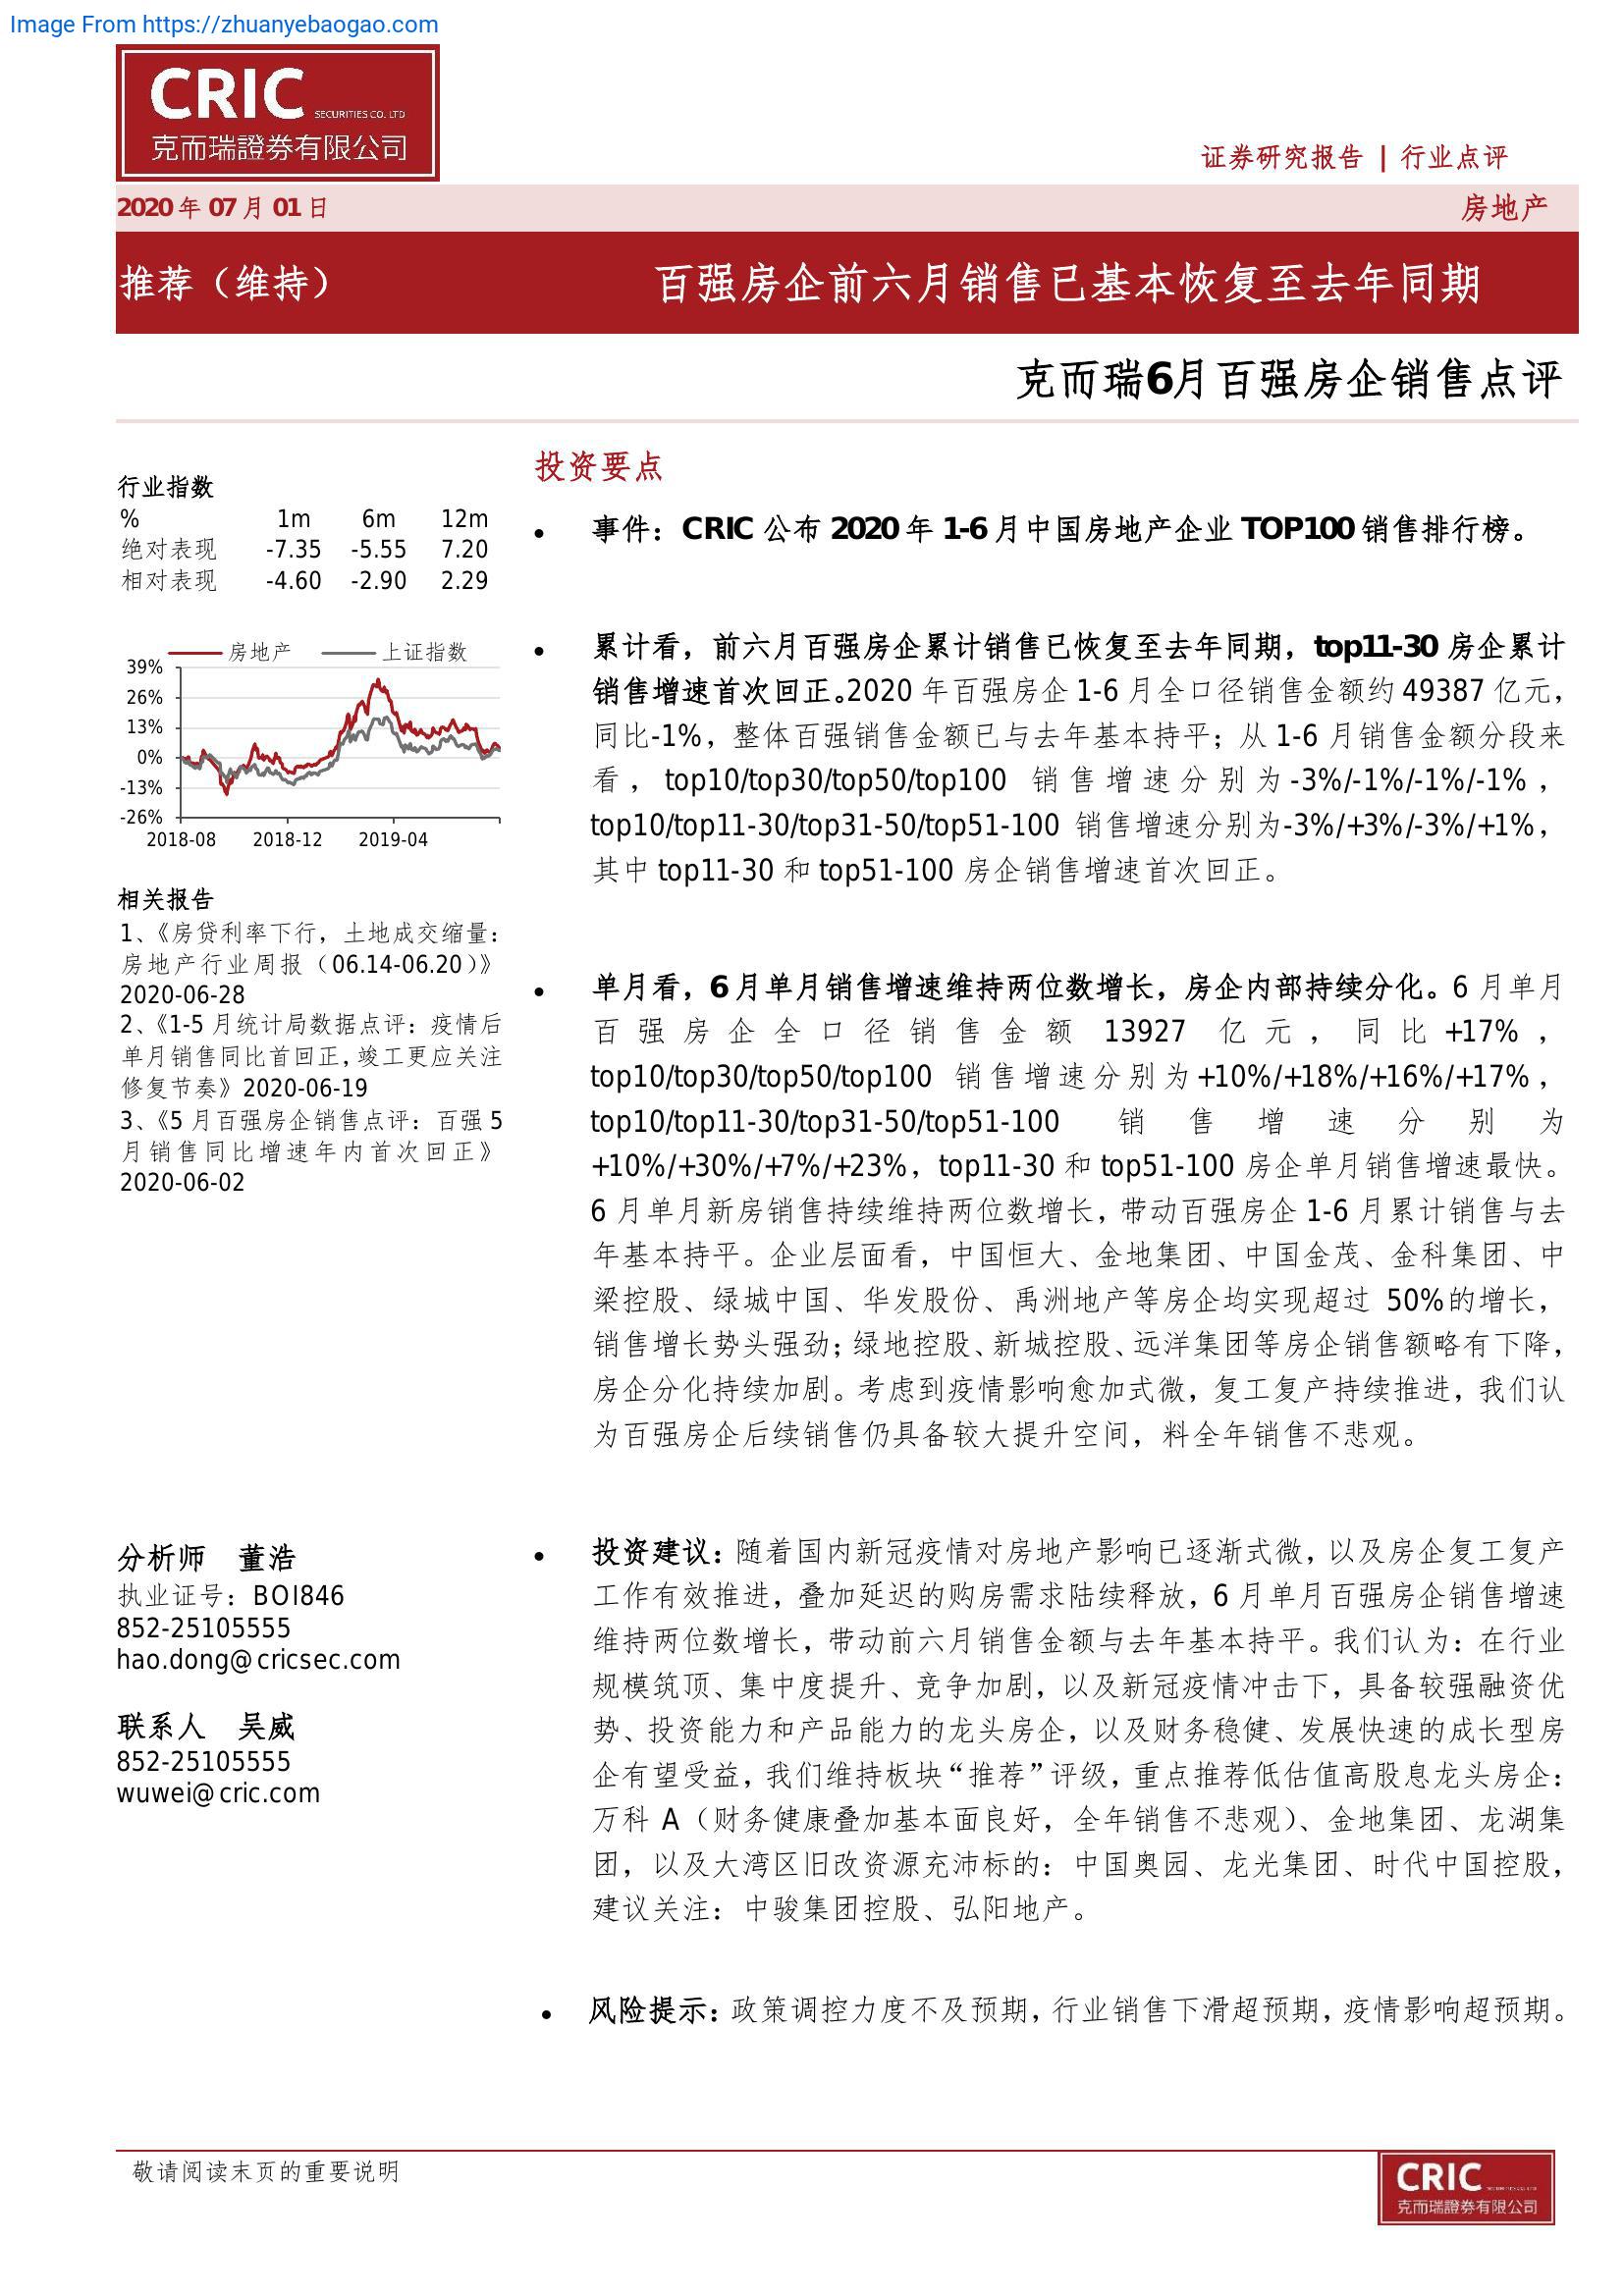 Image From https://zhuanyebaogao.com
CRIC SECURITIES CO. LTD
克而瑞證券有限公司
证券研究报告 | 行业点评
2020 年 07 月 01 日
房地产
推荐（维持）
百强房企前六月销售已基本恢复至去年同期
克而瑞6月百强房企销售点评
行业指数
% 1m 6m 12m
绝对表现 -7.35 -5.55 7.20
相对表现 -4.60 -2.90 2.29
房地产 上证指数
39%
26%
13%
0%
-13%
-26%
2018-08 2018-12 2019-04
相关报告
1、《房贷利率下行，土地成交缩量：
房地产行业周报（06.14-06.20）》
2020-06-28
2、《1-5 月统计局数据点评：疫情后
单月销售同比首回正，竣工更应关注
修复节奏》2020-06-19
3、《5 月百强房企销售点评：百强 5
月销售同比增速年内首次回正》
2020-06-02
分析师 董浩
执业证号：BOI846
852-25105555
hao.dong@cricsec.com
联系人 吴威
852-25105555
wuwei@cric.com
投资要点
• 事件：CRIC 公布 2020 年 1-6 月中国房地产企业 TOP100 销售排行榜。
• 累计看，前六月百强房企累计销售已恢复至去年同期，top11-30 房企累计
销售增速首次回正。2020 年百强房企 1-6 月全口径销售金额约 49387 亿元，
同比-1%，整体百强销售金额已与去年基本持平；从 1-6 月销售金额分段来
看，top10/top30/top50/top100 销售增速分别为-3%/-1%/-1%/-1%，
top10/top11-30/top31-50/top51-100 销售增速分别为-3%/+3%/-3%/+1%，
其中 top11-30 和 top51-100 房企销售增速首次回正。
• 单月看，6 月单月销售增速维持两位数增长，房企内部持续分化。6 月单月
百强房企全口径销售金额 13927 亿元，同比+17%，
top10/top30/top50/top100 销售增速分别为+10%/+18%/+16%/+17%，
top10/top11-30/top31-50/top51-100 销售增速分别为
+10%/+30%/+7%/+23%，top11-30 和 top51-100 房企单月销售增速最快。
6 月单月新房销售持续维持两位数增长，带动百强房企 1-6 月累计销售与去
年基本持平。企业层面看，中国恒大、金地集团、中国金茂、金科集团、中
梁控股、绿城中国、华发股份、禹洲地产等房企均实现超过 50%的增长，
销售增长势头强劲；绿地控股、新城控股、远洋集团等房企销售额略有下降，
房企分化持续加剧。考虑到疫情影响愈加式微，复工复产持续推进，我们认
为百强房企后续销售仍具备较大提升空间，料全年销售不悲观。
• 投资建议：随着国内新冠疫情对房地产影响已逐渐式微，以及房企复工复产
工作有效推进，叠加延迟的购房需求陆续释放，6 月单月百强房企销售增速
维持两位数增长，带动前六月销售金额与去年基本持平。我们认为：在行业
规模筑顶、集中度提升、竞争加剧，以及新冠疫情冲击下，具备较强融资优
势、投资能力和产品能力的龙头房企，以及财务稳健、发展快速的成长型房
企有望受益，我们维持板块“推荐”评级，重点推荐低估值高股息龙头房企：
万科 A（财务健康叠加基本面良好，全年销售不悲观）、金地集团、龙湖集
团，以及大湾区旧改资源充沛标的：中国奥园、龙光集团、时代中国控股，
建议关注：中骏集团控股、弘阳地产。
• 风险提示：政策调控力度不及预期，行业销售下滑超预期，疫情影响超预期。
敬请阅读末页的重要说明
CRIC
克而瑞證券有限公司